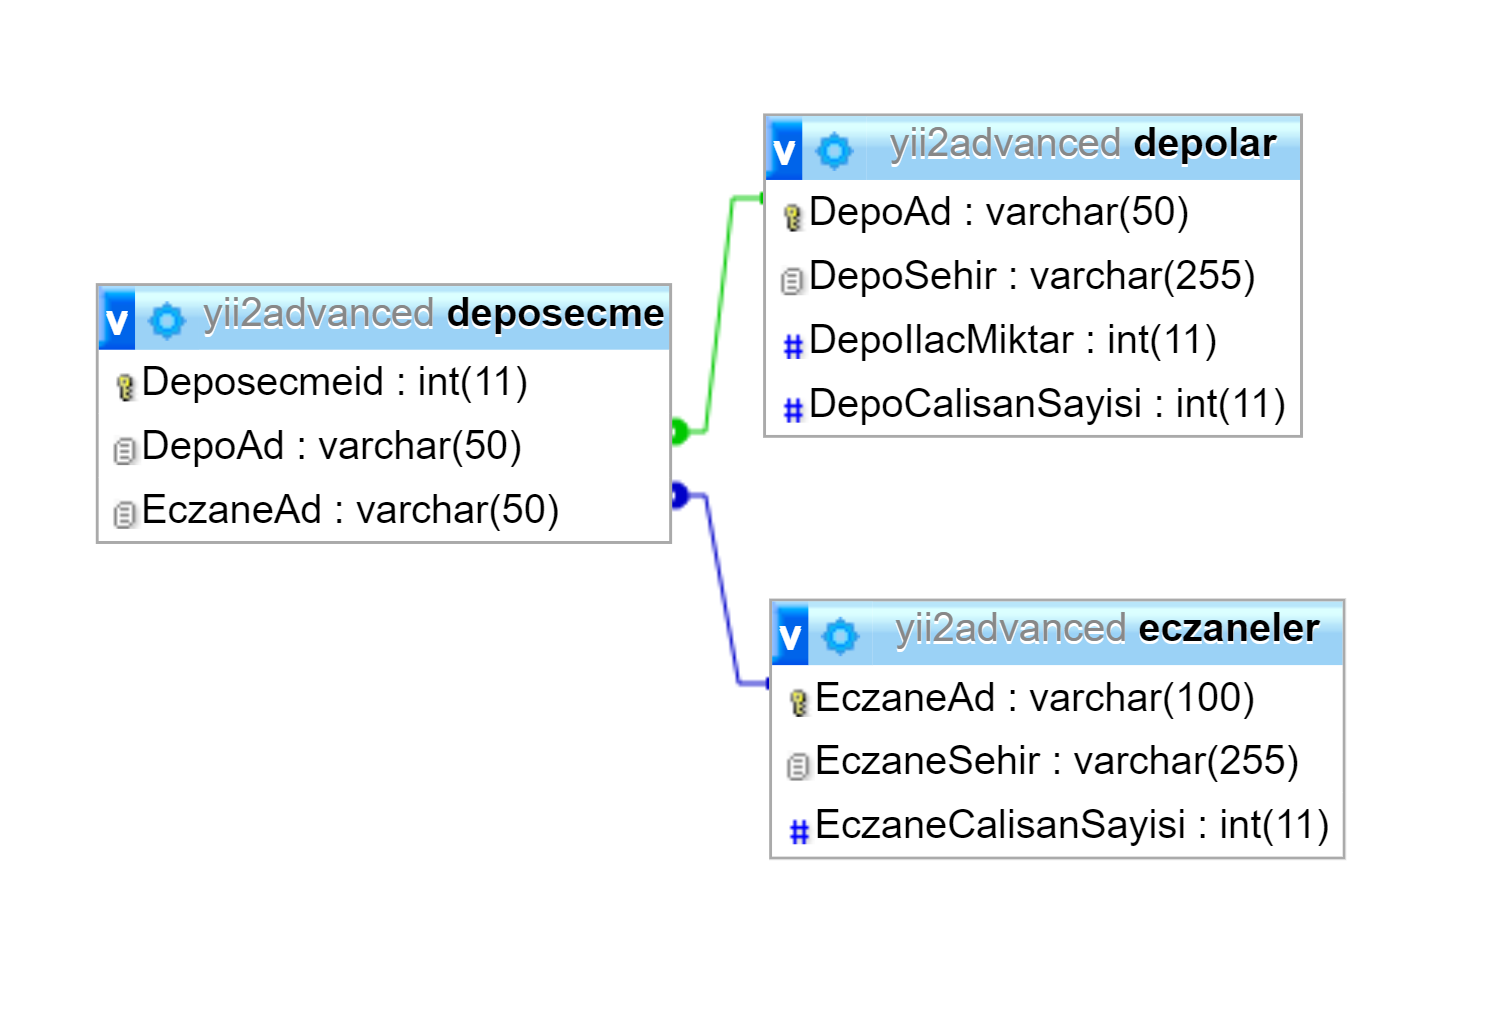 v yii2advanced deposecme
Deposecmeid : int(11)
DepoAd : varchar(50)
EczaneAd : varchar(50)
v yii2advanced depolar
DepoAd : varchar(50)
DepoSehir : varchar(255)
# DepoIlacMiktar : int(11)
# DepoCalisanSayisi : int(11)
v yii2advanced eczaneler
EczaneAd : varchar(100)
EczaneSehir : varchar(255)
# EczaneCalisanSayisi : int(11)